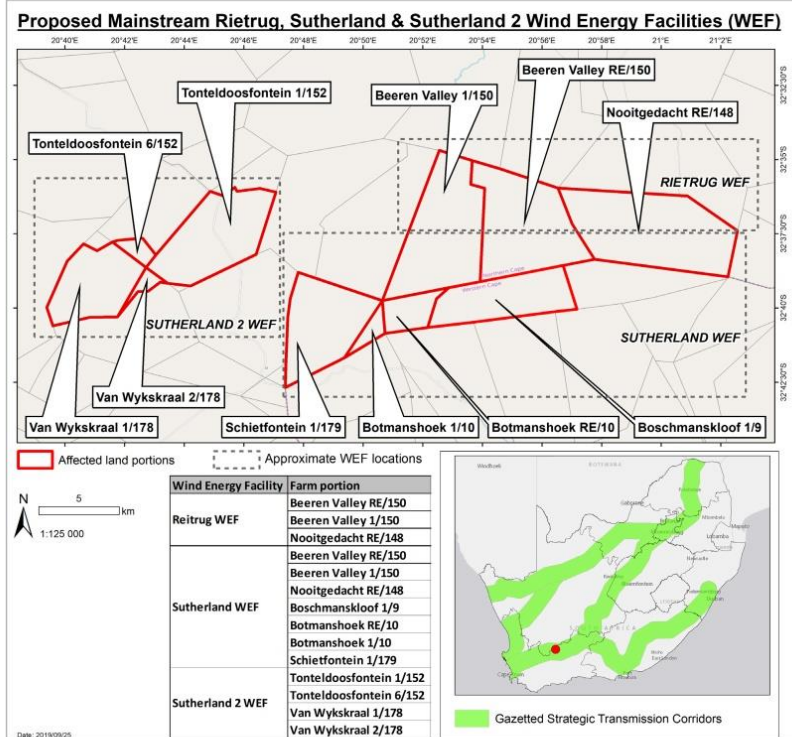 Proposed Mainstream Rietrug, Sutherland & Sutherland 2 Wind Energy Facilities (WEF)
20°40'E 20°42'E 20°44'E 20°46'E 20°50'E 20°52'E 20°54'E 20°56'E 20°58'E 21°E 21°2'E
Tonteldoosfontein 1/152
Beeren Valley 1/150
Beeren Valley RE/150
Nooitgedacht RE/148
Tonteldoosfontein 6/152
RIETRUG WEF
Northern Cape
Western Cape
SUTHERLAND 2 WEF
SUTHERLAND WEF
32°32'30"S
32°35'S
32°37'30"S
32°40'S
32°42'30"S
Van Wykskraal 2/178
Van Wykskraal 1/178
Schietfontein 1/179
Botmanshoek 1/10
Botmanshoek RE/10
Boschmanskloof 1/9
Affected land portions
Approximate WEF locations
N
5
km
1:125 000
Wind Energy Facility Farm portion
Reitrug WEF
Beeren Valley RE/150
Beeren Valley 1/150
Nooitgedacht RE/148
Sutherland WEF
Beeren Valley RE/150
Beeren Valley 1/150
Nooitgedacht RE/148
Boschmanskloof 1/9
Botmanshoek RE/10
Botmanshoek 1/10
Schietfontein 1/179
Sutherland 2 WEF
Tonteldoosfontein 1/152
Tonteldoosfontein 6/152
Van Wykskraal 1/178
Van Wykskraal 2/178
Date: 2019/09/25
Windhoek
BOTSWANA
Gaborone
Maputo
SOUTH AFRICA
Gazetted Strategic Transmission Corridors